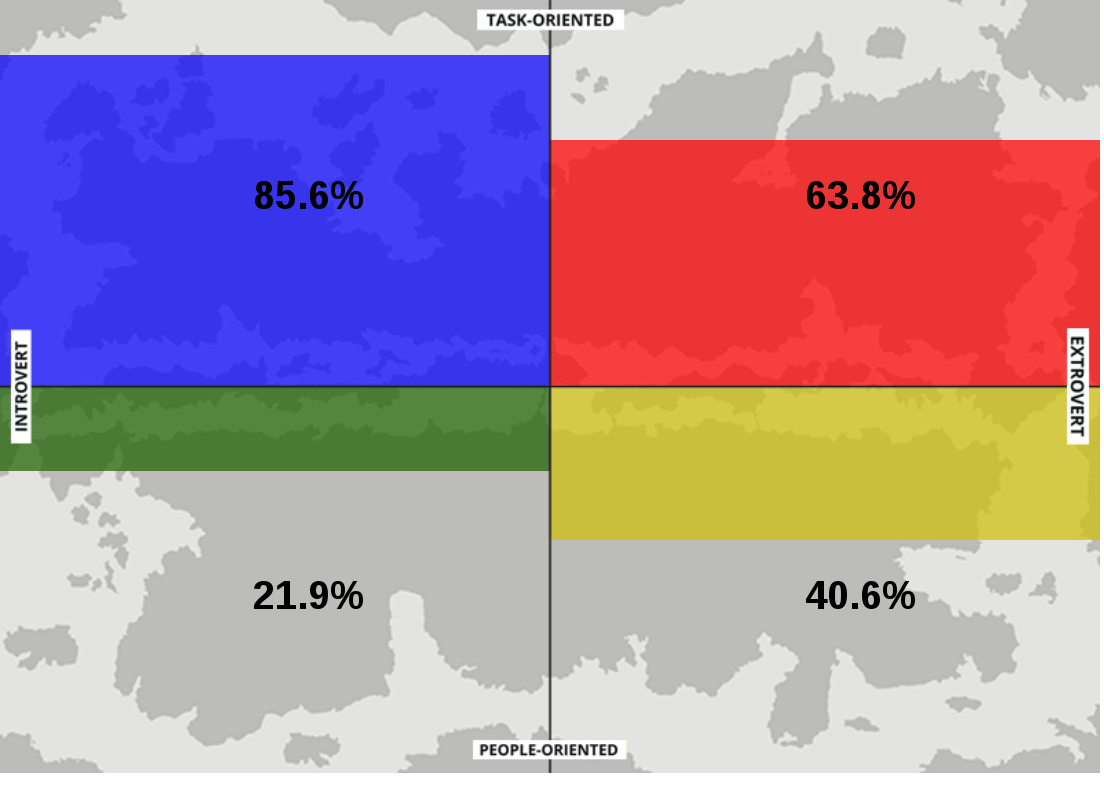 TASK-ORIENTED
85.6%
63.8%
INTROVERT
EXTROVERT
21.9%
40.6%
PEOPLE-ORIENTED